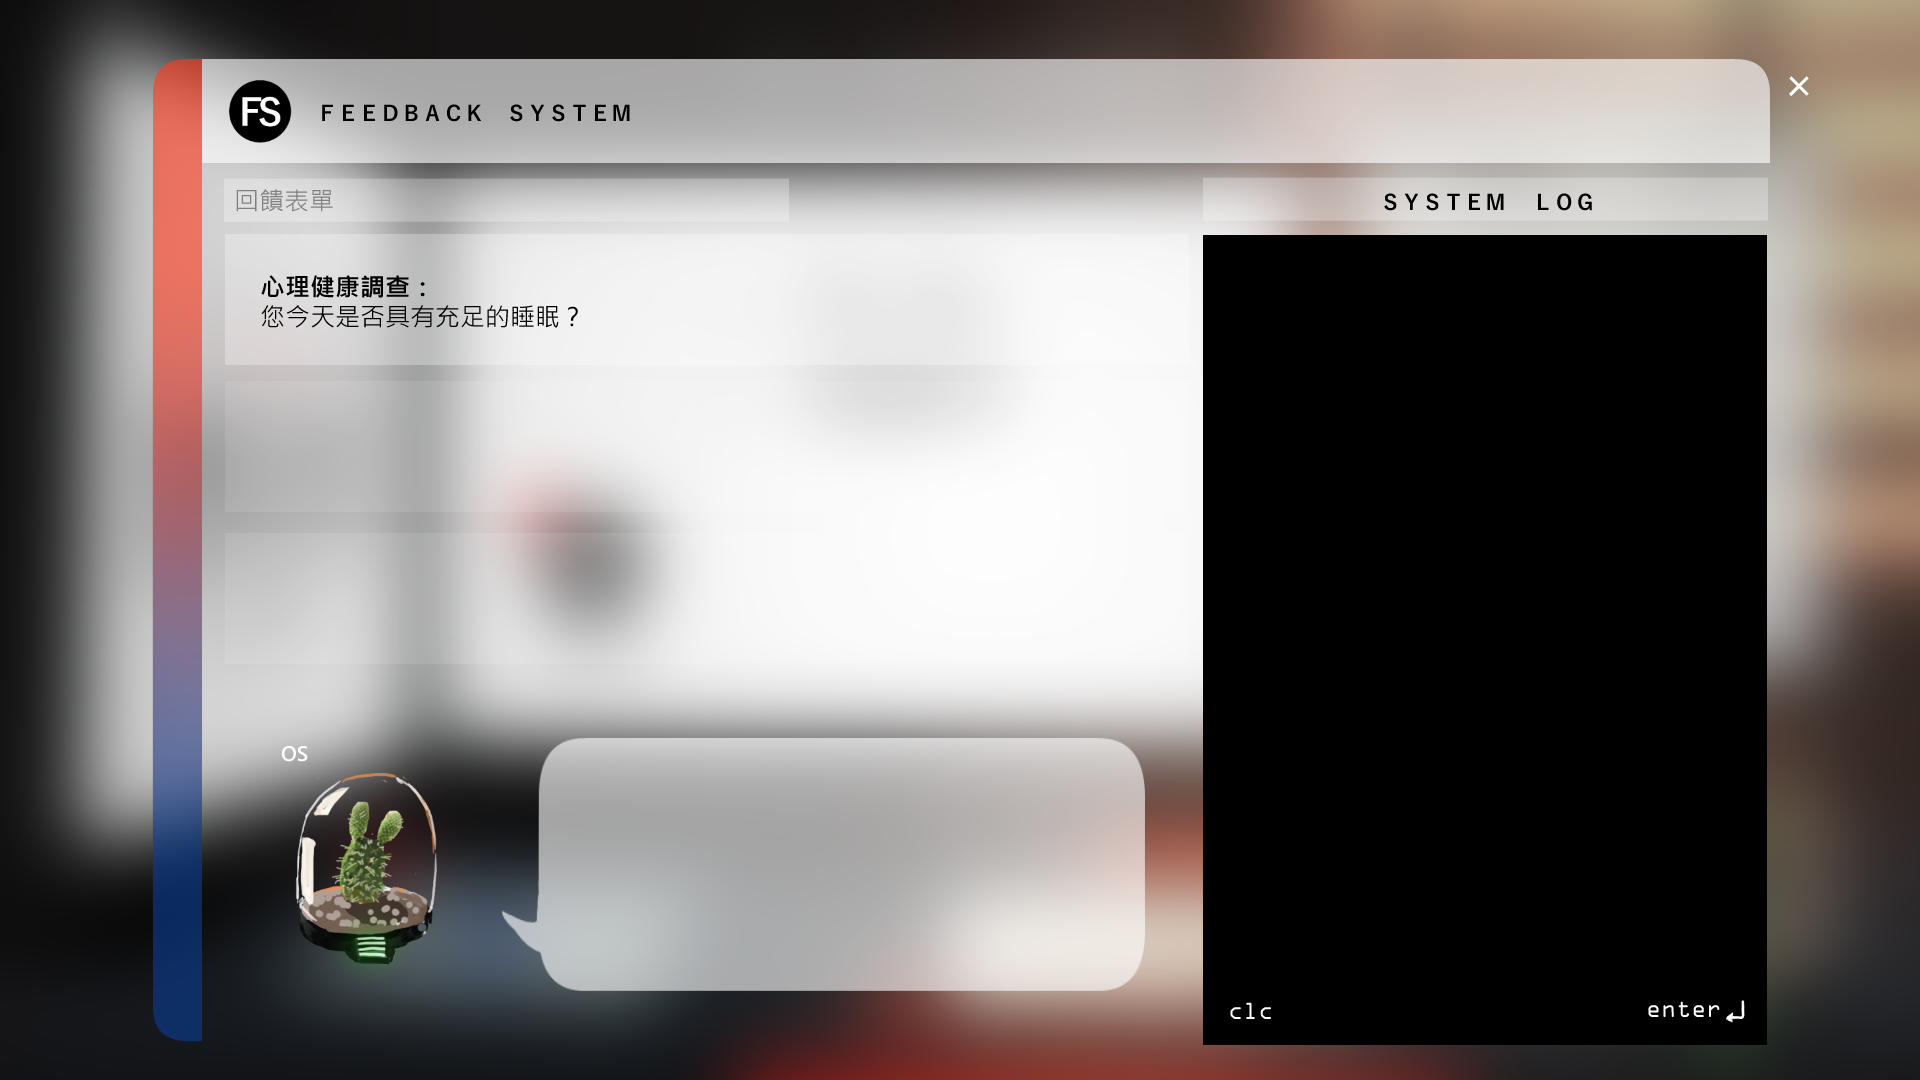 FS
FEEDBACK SYSTEM
回饋表單
SYSTEM LOG
心理健康調查：
您今天是否具有充足的睡眠？
OS
clc
enter